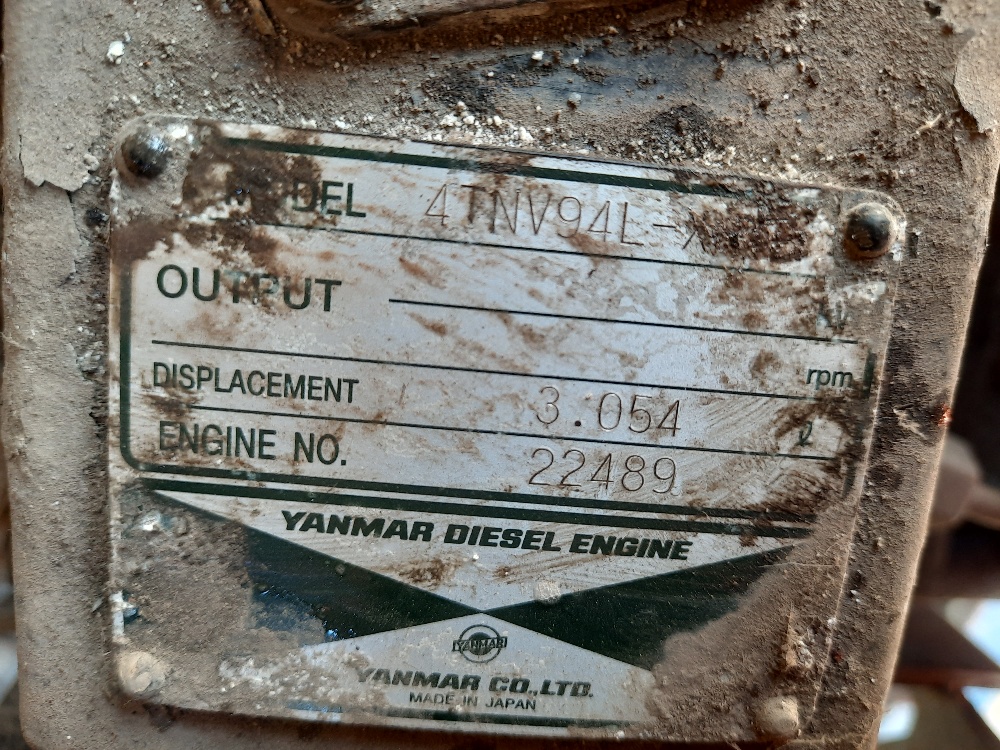 MODEL 4TNV94L-
OUTPUT
rpm
DISPLACEMENT 3.054 ℓ
ENGINE NO. 22489
YANMAR DIESEL ENGINE
YANMAR
YANMAR CO.,LTD.
MADE IN JAPAN